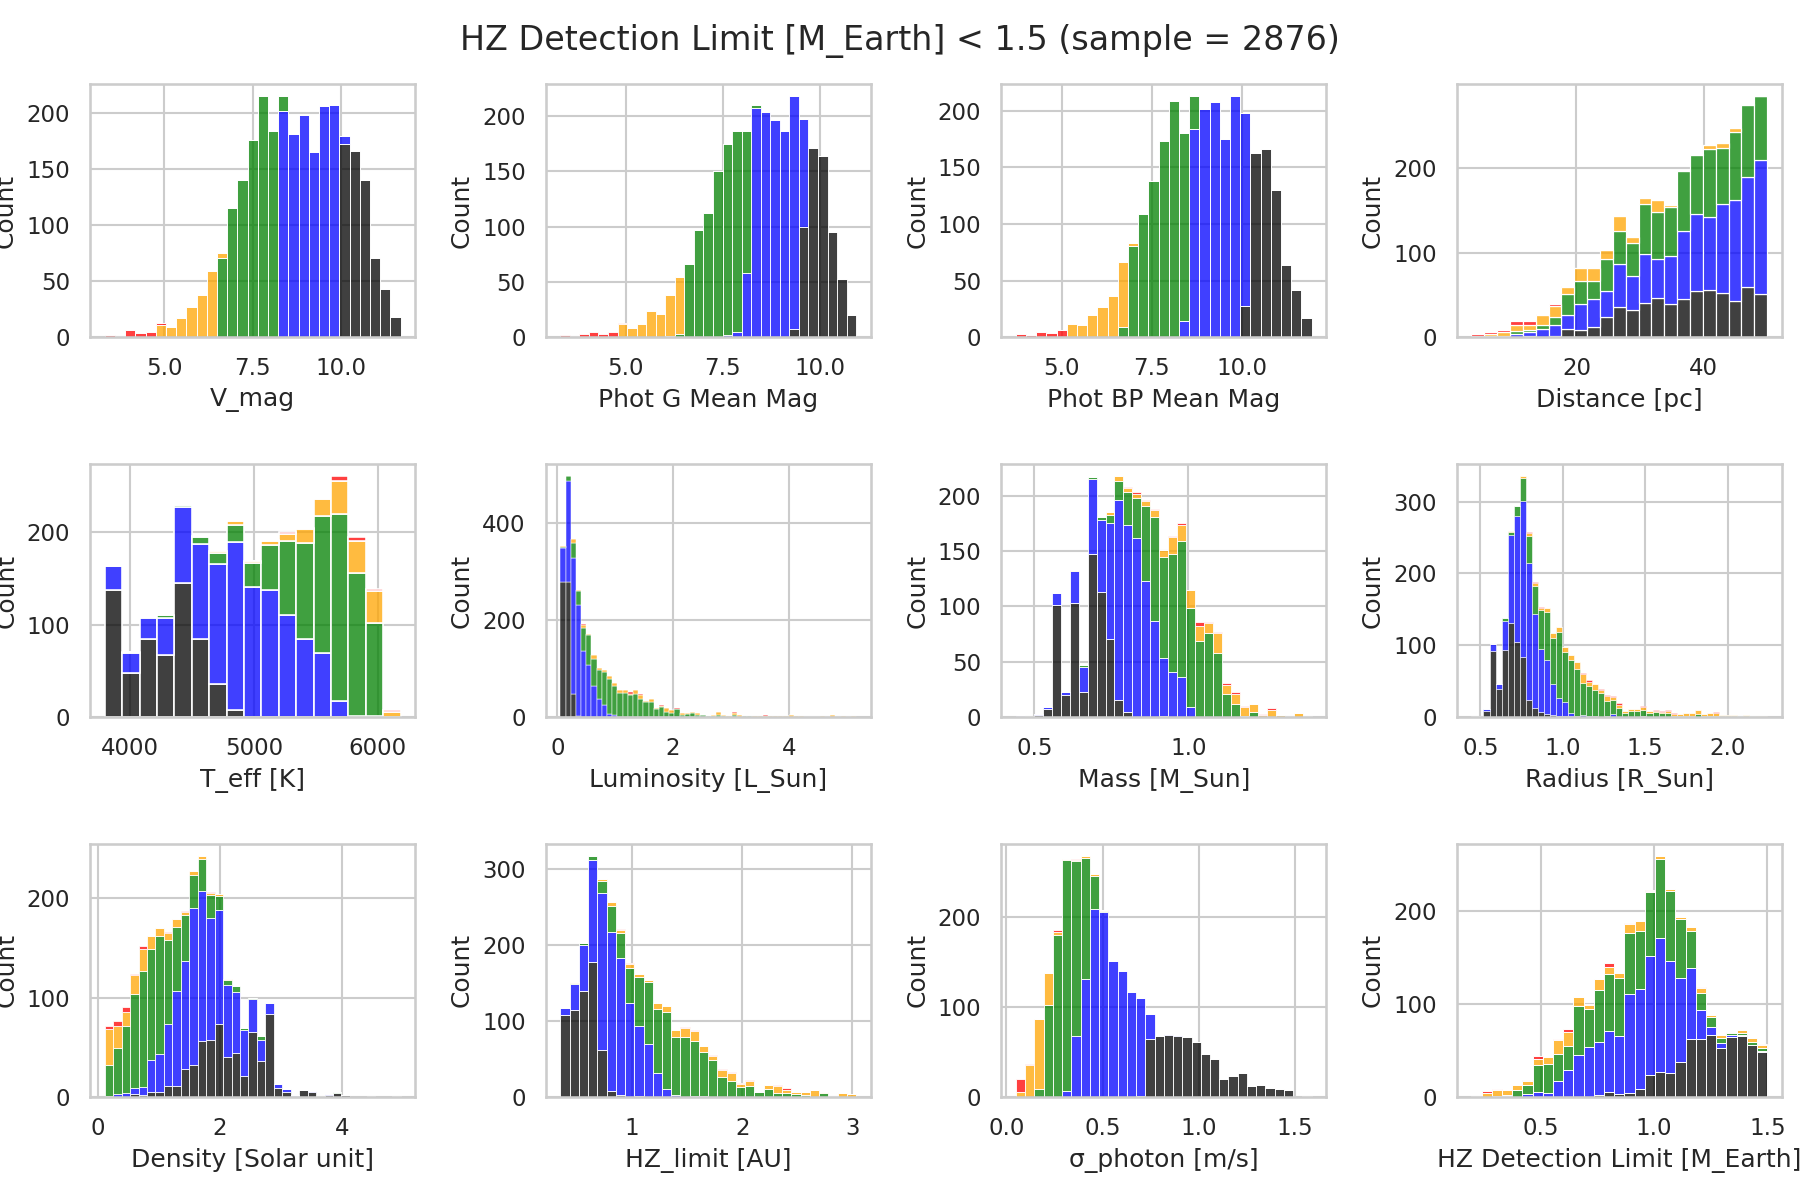 HZ Detection Limit [M_Earth] < 1.5 (sample = 2876)
Count
200
150
100
50
0
5.0 7.5 10.0
V_mag
Count
200
150
100
50
0
5.0 7.5 10.0
Phot G Mean Mag
Count
200
150
100
50
0
5.0 7.5 10.0
Phot BP Mean Mag
Count
200
100
0
20 40
Distance [pc]
Count
200
100
0
4000 5000 6000
T_eff [K]
Count
400
200
0
0 2 4
Luminosity [L_Sun]
Count
200
150
100
50
0
0.5 1.0
Mass [M_Sun]
Count
300
200
100
0
0.5 1.0 1.5 2.0
Radius [R_Sun]
Count
200
100
0
0 2 4
Density [Solar unit]
Count
300
200
100
0
1 2 3
HZ_limit [AU]
Count
200
100
0
0.0 0.5 1.0 1.5
σ_photon [m/s]
Count
200
100
0
0.5 1.0 1.5
HZ Detection Limit [M_Earth]